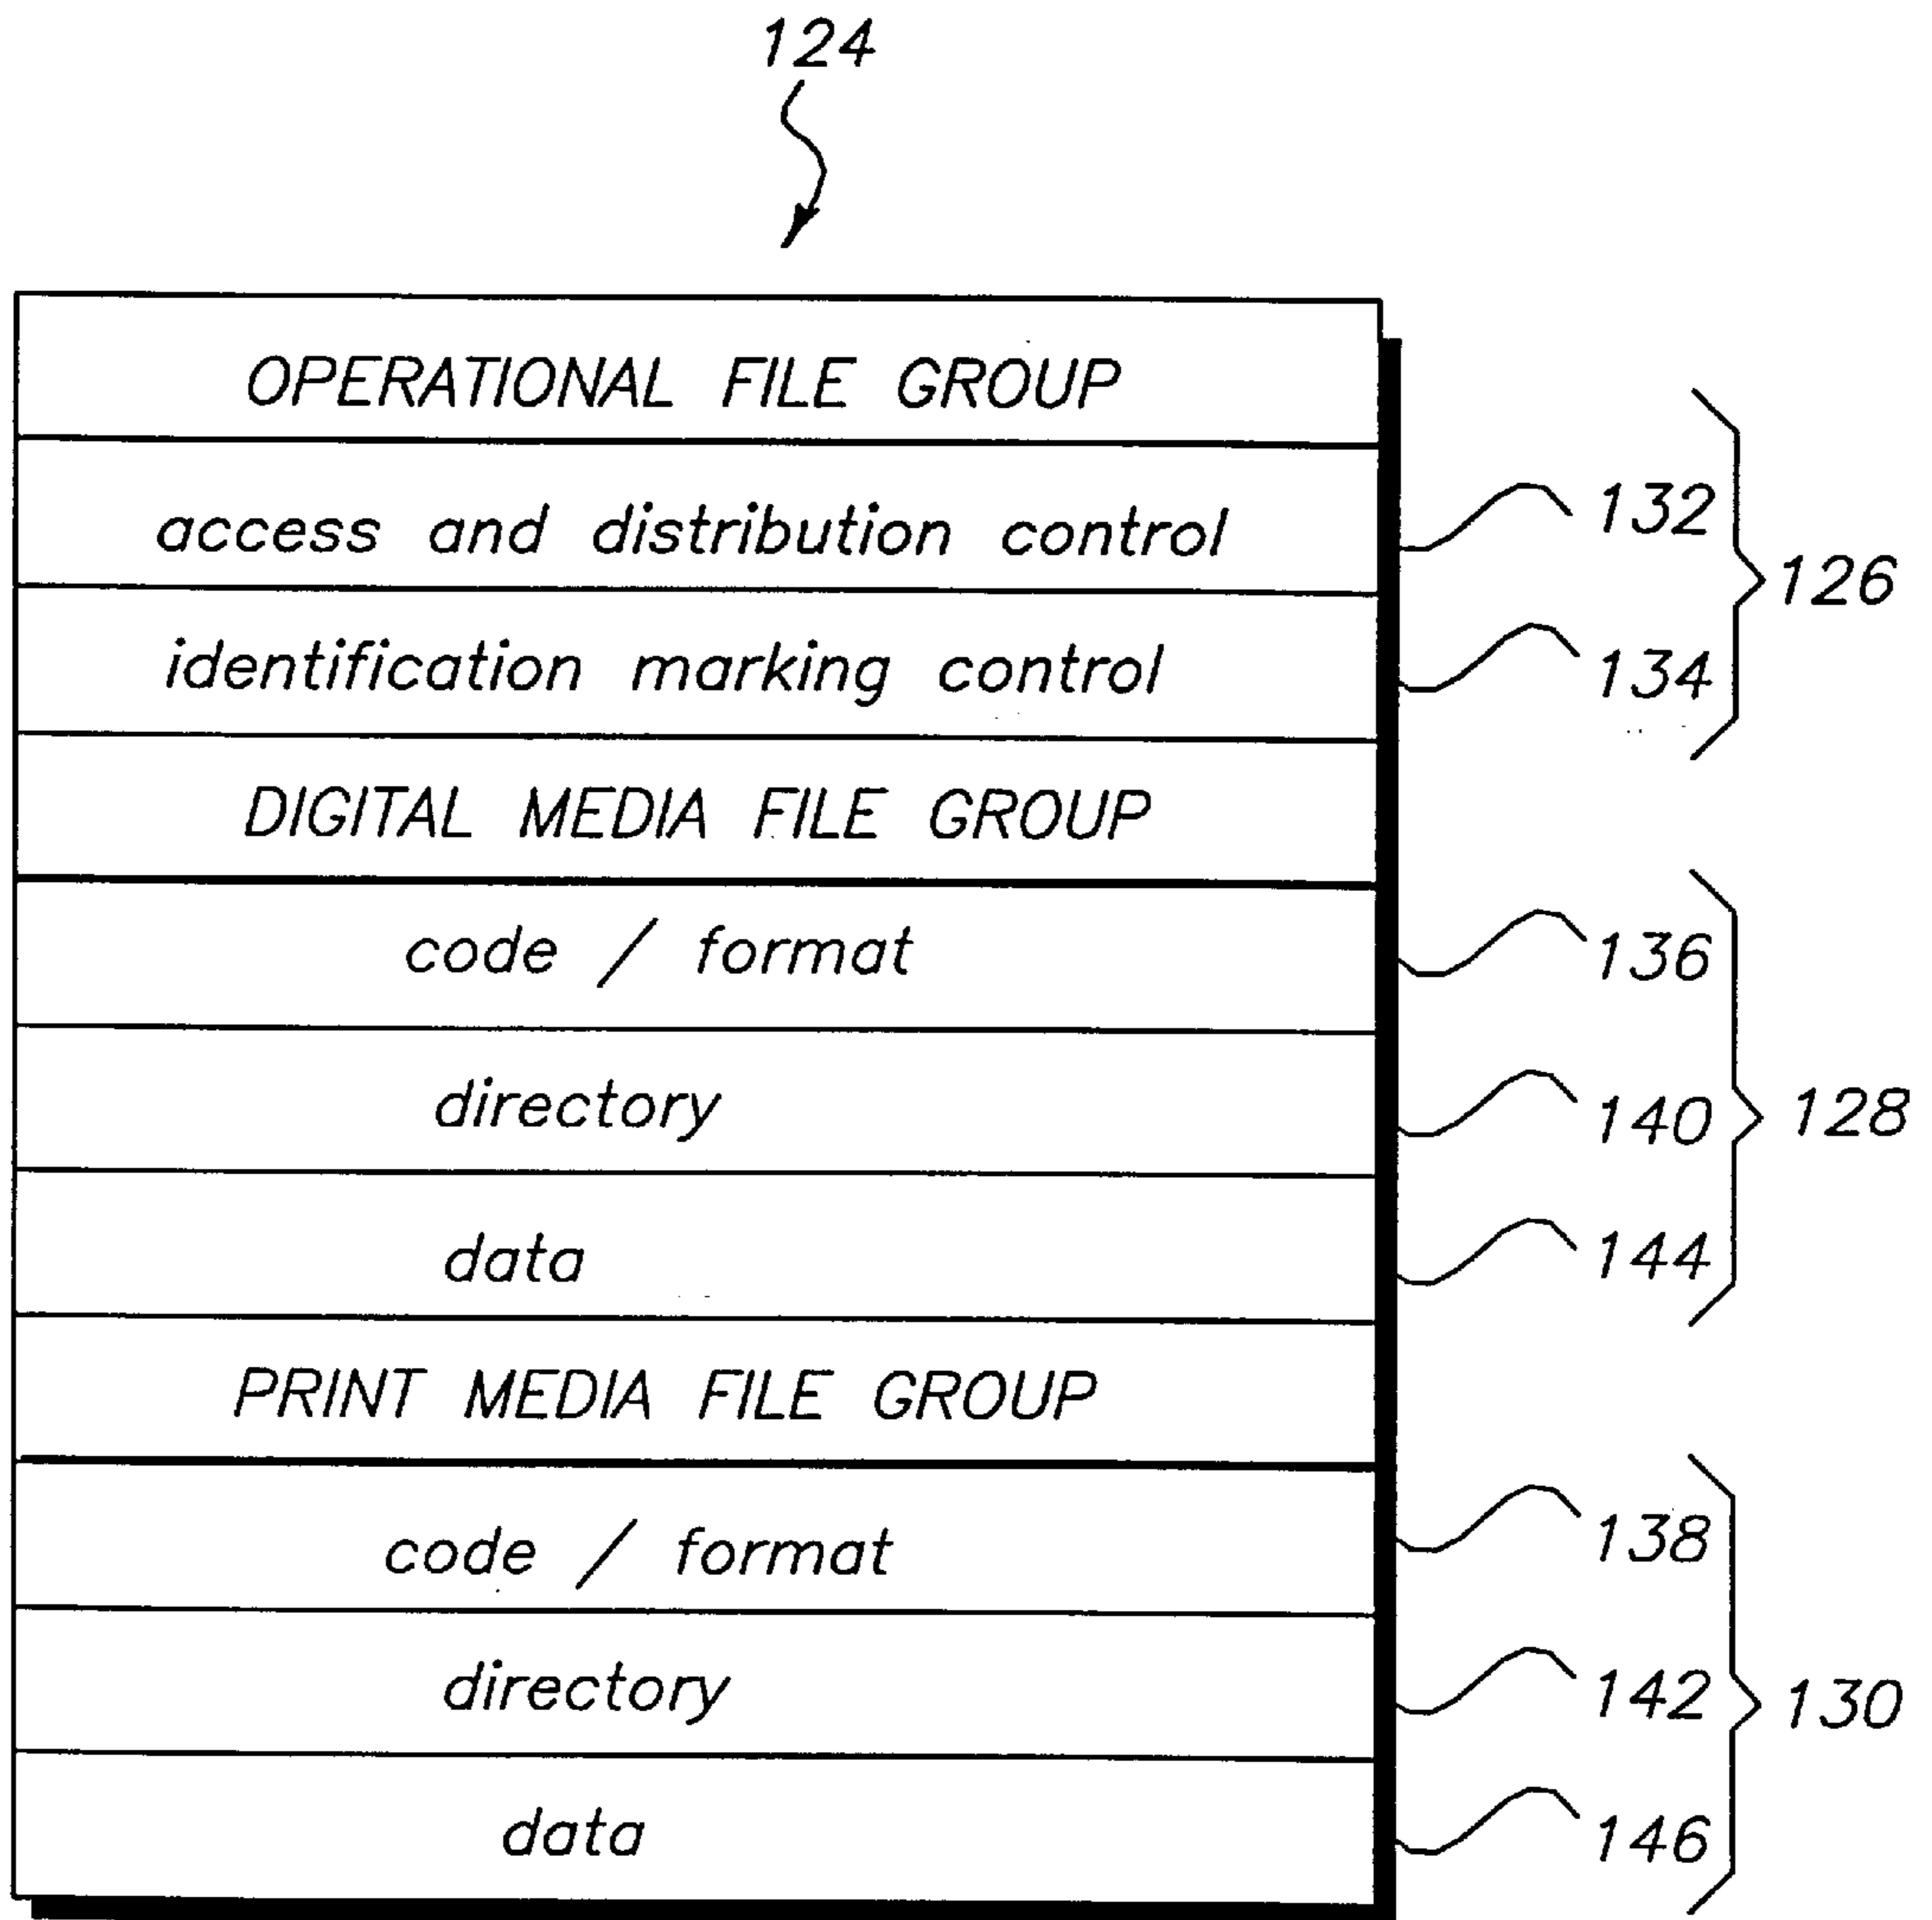 124
OPERATIONAL FILE GROUP
access and distribution control
132
126
identification marking control
134
DIGITAL MEDIA FILE GROUP
code / format
136
directory
140
128
data
144
PRINT MEDIA FILE GROUP
code / format
138
directory
142
130
data
146